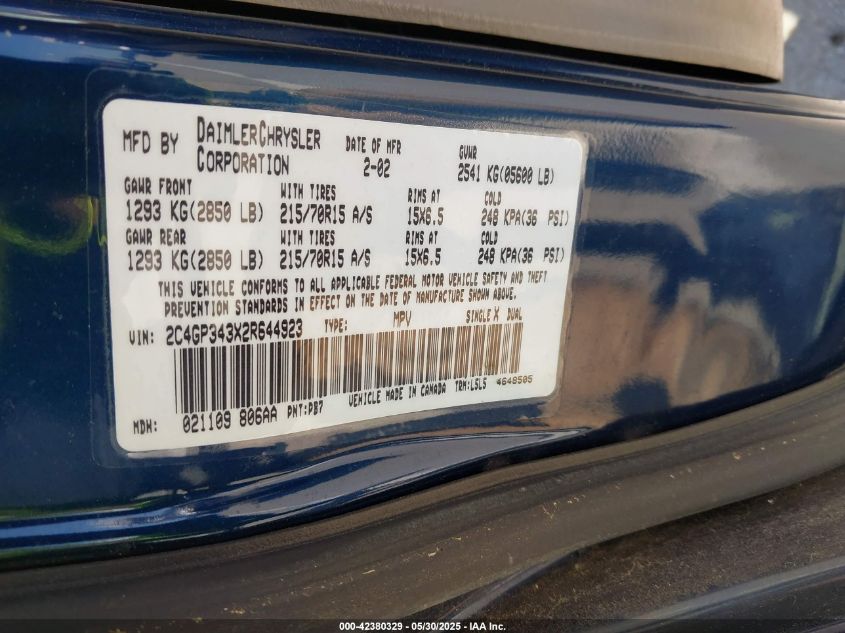 MFD BY DAIMLERCHRYSLER CORPORATION DATE OF MFR 2-02 GVWR 2541 KG(05600 LB)
GAWR FRONT WITH TIRES RIMS AT COLD
1293 KG(2850 LB) 215/70R15 A/S 15X6.5 248 KPA(36 PSI)
GAWR REAR WITH TIRES RIMS AT COLD
1293 KG(2850 LB) 215/70R15 A/S 15X6.5 248 KPA(36 PSI)
THIS VEHICLE CONFORMS TO ALL APPLICABLE FEDERAL MOTOR VEHICLE SAFETY AND THEFT
PREVENTION STANDARDS IN EFFECT ON THE DATE OF MANUFACTURE SHOWN ABOVE.
VIN: 2C4GP343X2R644923 TYPE: MPV SINGLE X DUAL
MDH: 021109 806AA PNT:PB7 VEHICLE MADE IN CANADA TRM:L5L5 4648505
000-42380329 — 05/30/2025 — IAA Inc.